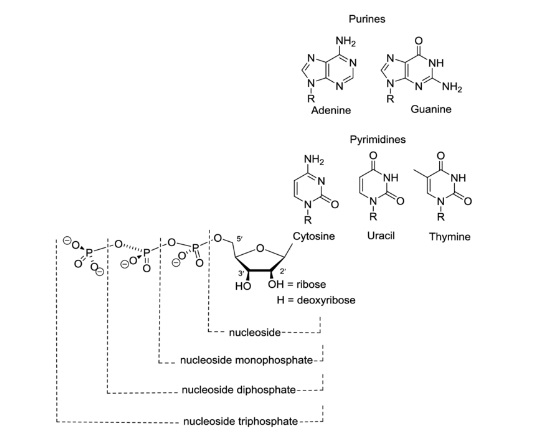 Purines
NH₂
N
N
N
N
R
Adenine
O
N
NH
N
N
NH₂
R
Guanine
Pyrimidines
NH₂
N
N
O
R
Cytosine
O
NH
N
O
R
Uracil
O
NH
N
O
R
Thymine
⊖O
P
O
O⊖
O
⊖O
P
O
O
⊖O
P
O
O
5'
O
3'
2'
HO
OH = ribose
H = deoxyribose
nucleoside
nucleoside monophosphate
nucleoside diphosphate
nucleoside triphosphate